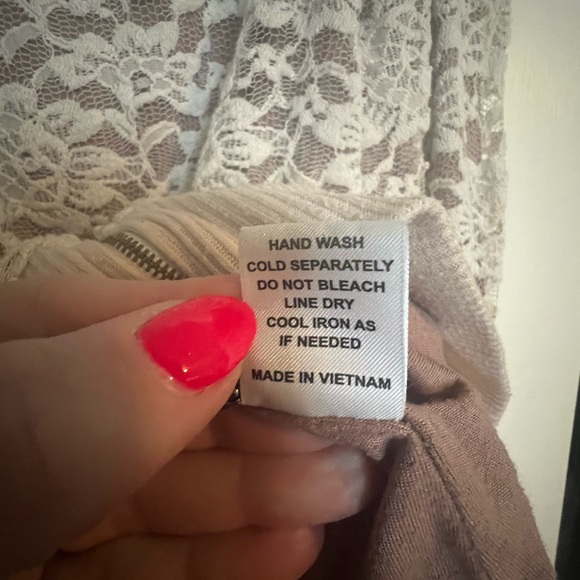 HAND WASH
COLD SEPARATELY
DO NOT BLEACH
LINE DRY
COOL IRON AS
IF NEEDED
MADE IN VIETNAM